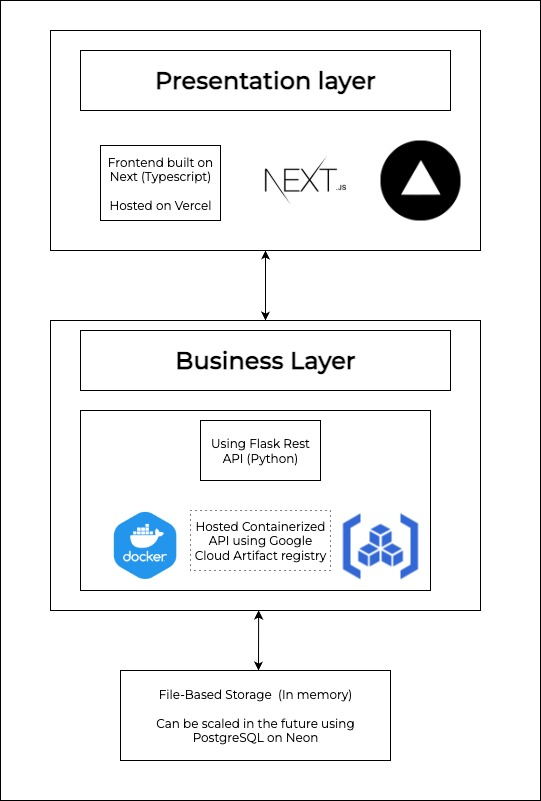 Presentation layer
Frontend built on
Next (Typescript)
Hosted on Vercel
NEXT.JS
Business Layer
Using Flask Rest
API (Python)
docker
Hosted Containerized
API using Google
Cloud Artifact registry
File-Based Storage (In memory)
Can be scaled in the future using
PostgreSQL on Neon